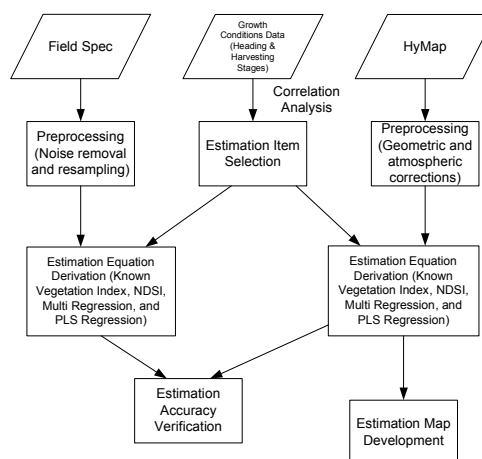 Field Spec
Growth
Conditions Data
(Heading &
Harvesting
Stages)
HyMap
Correlation
Analysis
Preprocessing
(Noise removal
and resampling)
Estimation Item
Selection
Preprocessing
(Geometric and
atmospheric
corrections)
Estimation Equation
Derivation (Known
Vegetation Index, NDSI,
Multi Regression, and
PLS Regression)
Estimation Equation
Derivation (Known
Vegetation Index, NDSI,
Multi Regression, and
PLS Regression)
Estimation
Accuracy
Verification
Estimation Map
Development